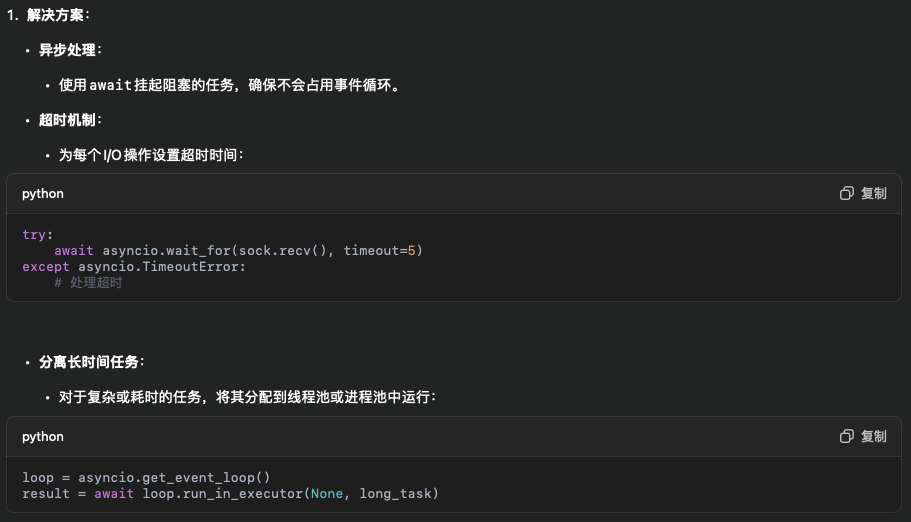 1. 解决方案：
• 异步处理：
• 使用 await 挂起阻塞的任务，确保不会占用事件循环。
• 超时机制：
• 为每个 I/O 操作设置超时时间：
python 复制
try:
    await asyncio.wait_for(sock.recv(), timeout=5)
except asyncio.TimeoutError:
    # 处理超时
• 分离长时间任务：
• 对于复杂或耗时的任务，将其分配到线程池或进程池中运行：
python 复制
loop = asyncio.get_event_loop()
result = await loop.run_in_executor(None, long_task)